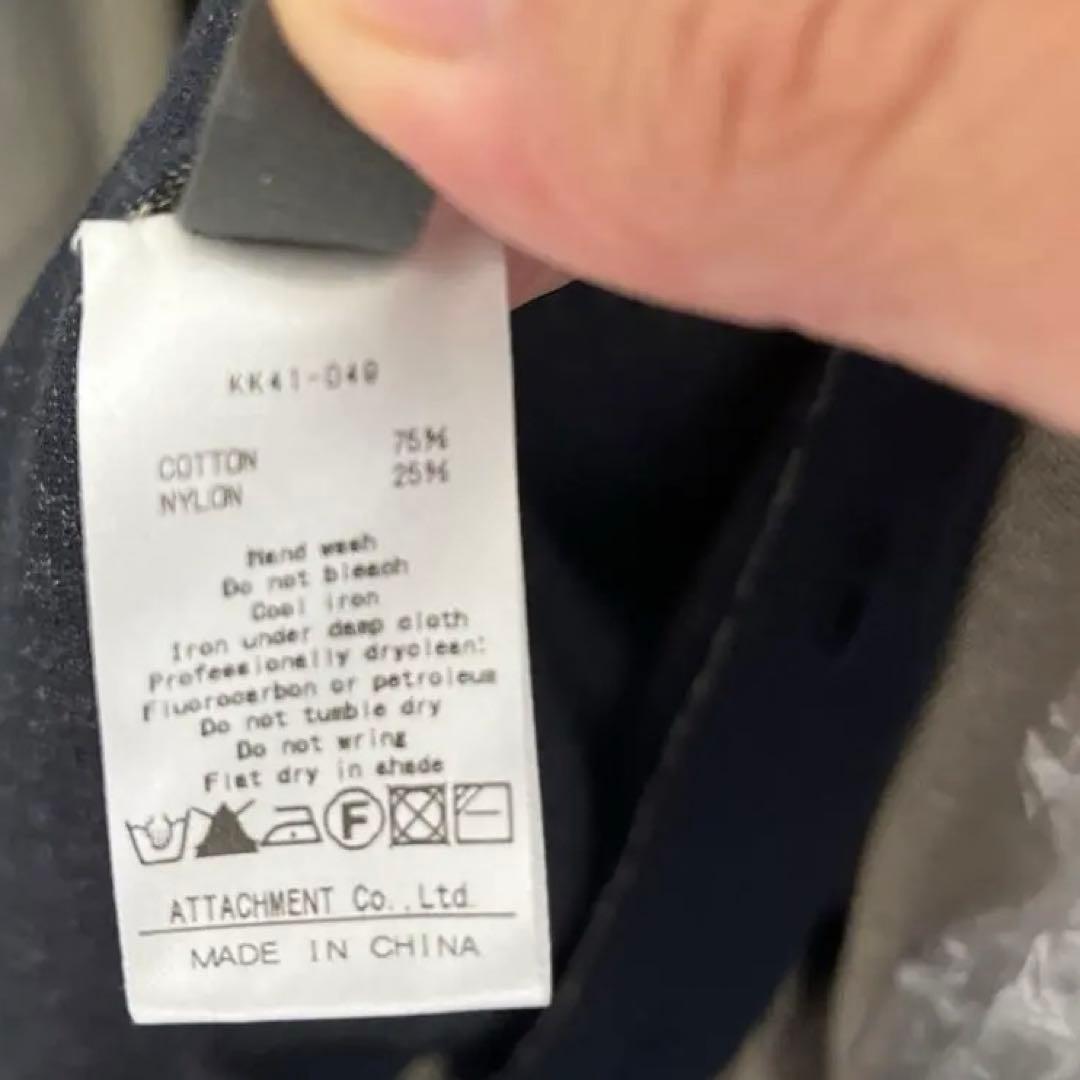 KK41-049
COTTON 75%
NYLON 25%
Hand wash
Do not bleach
Cool iron
Iron under damp cloth
Professionally dryclean:
Fluorocarbon or petroleum
Do not tumble dry
Do not wring
Flat dry in shade
F
ATTACHMENT Co.,Ltd.
MADE IN CHINA